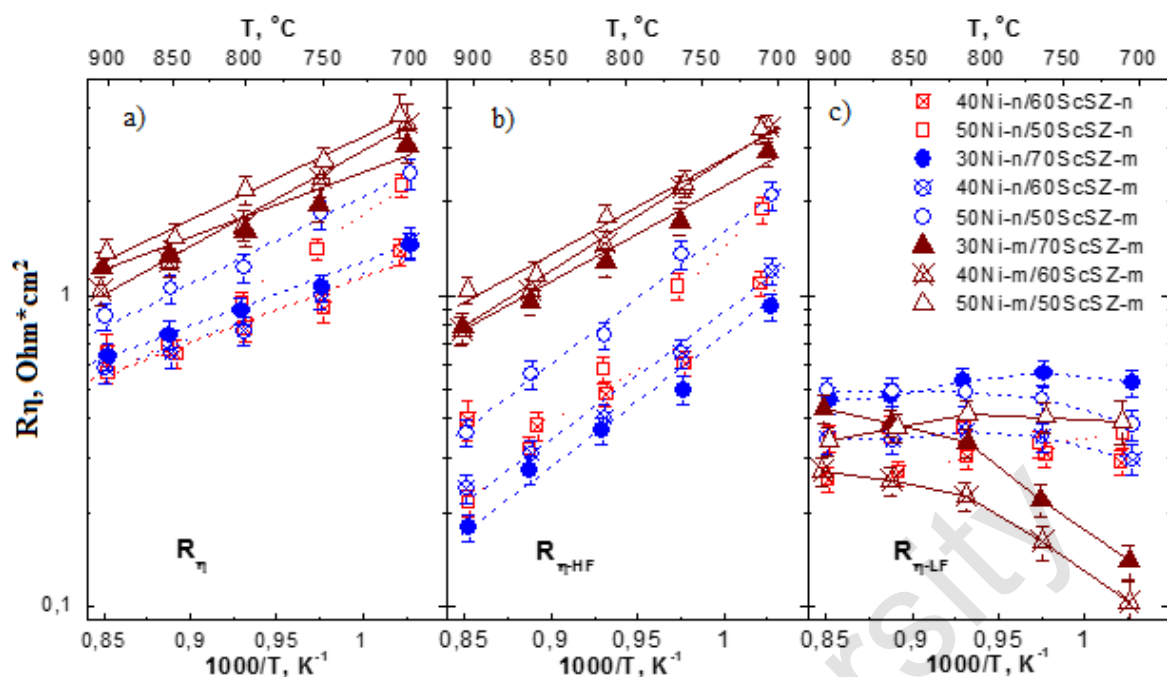 T, °C
T, °C
T, °C
900 850 800 750 700
900 850 800 750 700
900 850 800 750 700
a)
b)
c)
40Ni-n/60ScSZ-n
50Ni-n/50ScSZ-n
30Ni-n/70ScSZ-m
40Ni-n/60ScSZ-m
50Ni-n/50ScSZ-m
30Ni-m/70ScSZ-m
40Ni-m/60ScSZ-m
50Ni-m/50ScSZ-m
Rη, Ohm*cm2
1
0,1
Rη
Rη-HF
Rη-LF
0,85 0,9 0,95 1
0,85 0,9 0,95 1
0,85 0,9 0,95 1
1000/T, K⁻¹
1000/T, K⁻¹
1000/T, K⁻¹
rsity